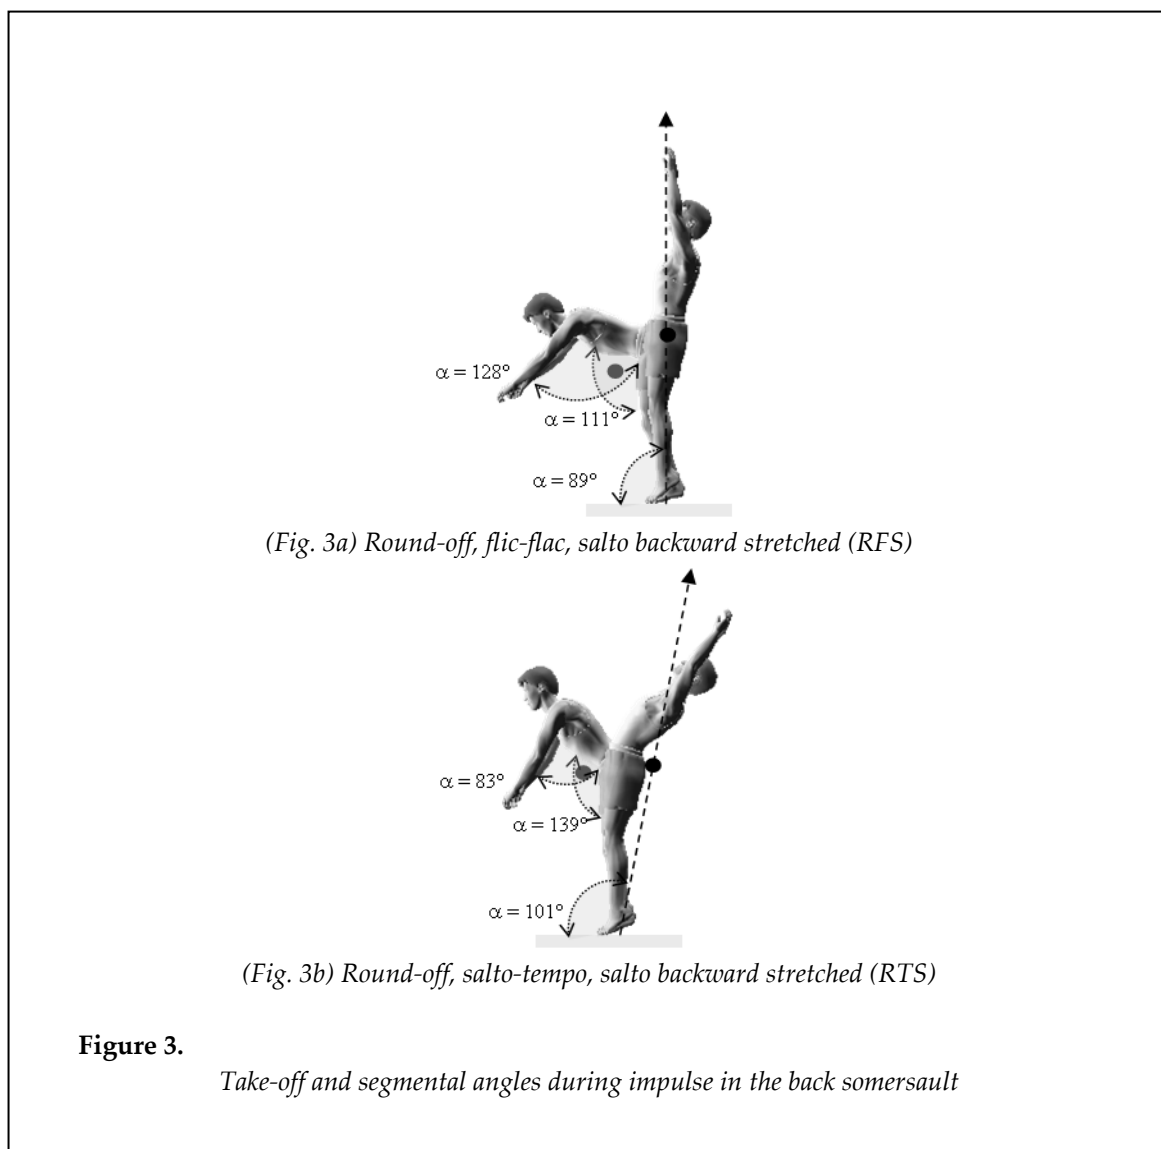 α = 128°
α = 111°
α = 89°
(Fig. 3a) Round-off, flic-flac, salto backward stretched (RFS)
α = 83°
α = 139°
α = 101°
(Fig. 3b) Round-off, salto-tempo, salto backward stretched (RTS)
Figure 3.
Take-off and segmental angles during impulse in the back somersault